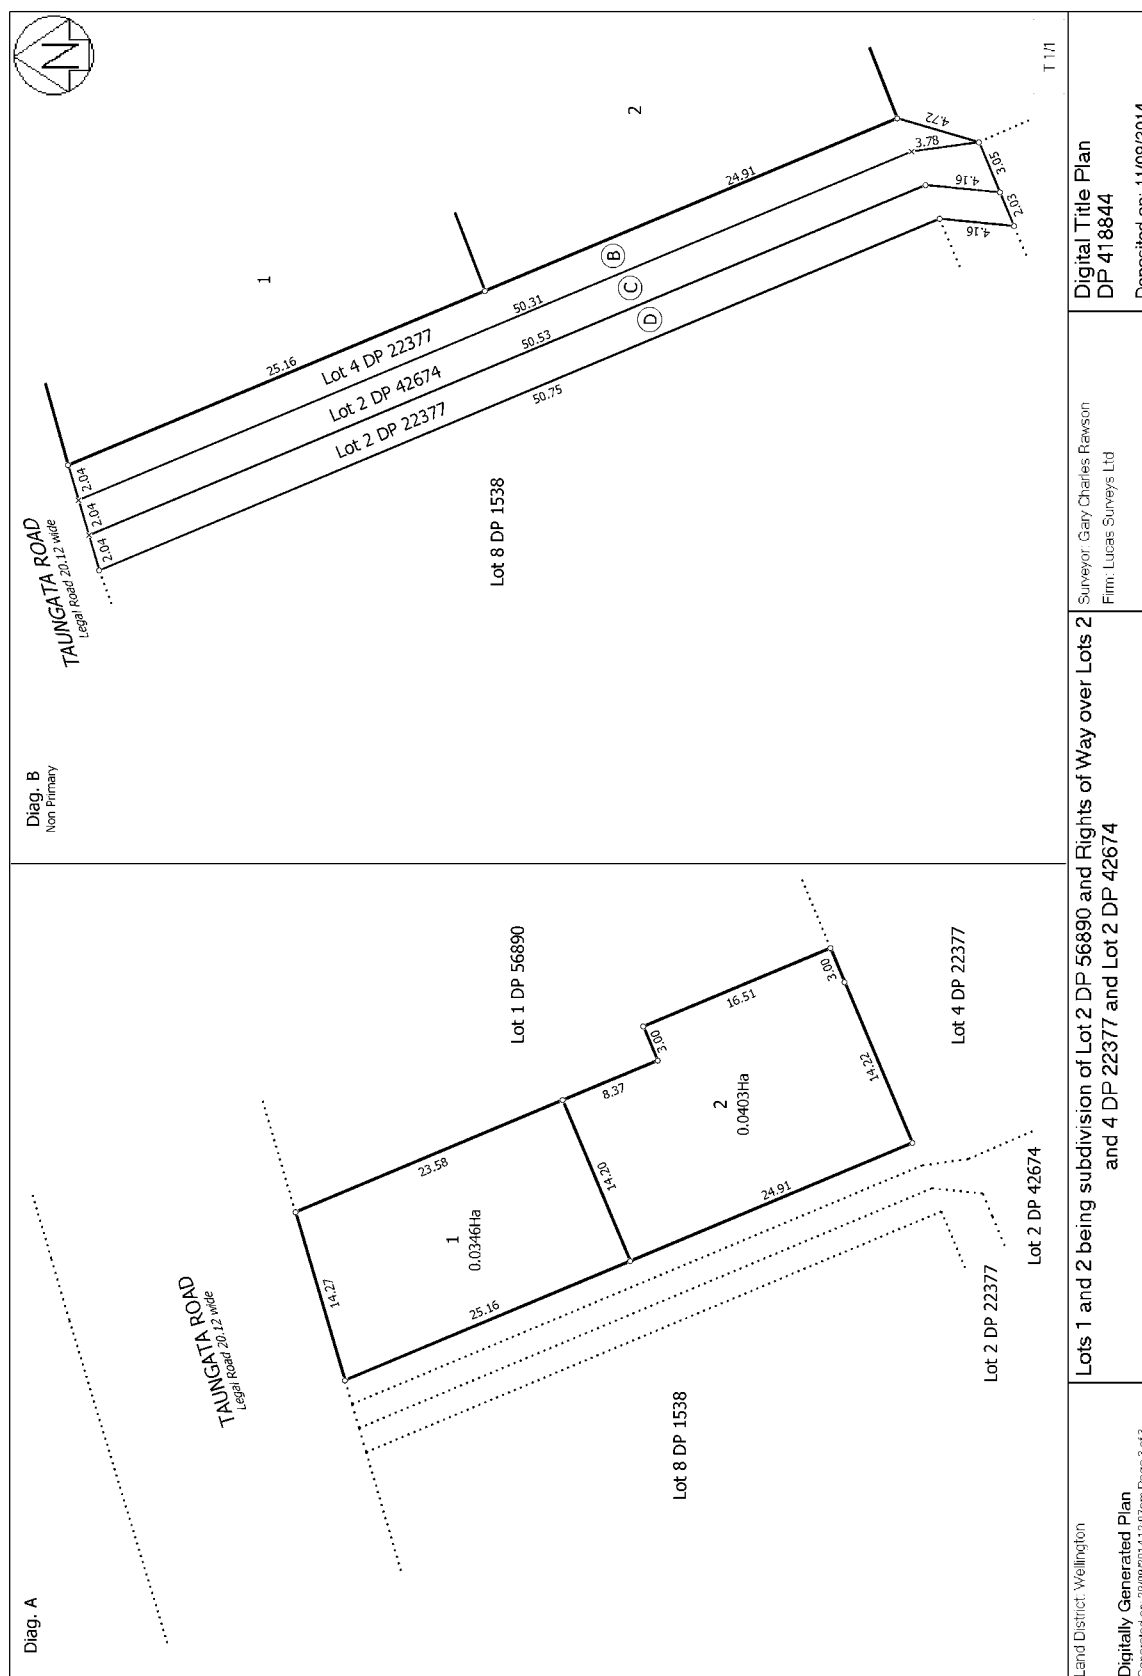 Diag. A
TAUNGATA ROAD
Legal Road 20.12 wide
14.27
23.58
1
0.0346Ha
25.16
14.20
Lot 1 DP 56890
8.37
3.00
16.51
2
0.0403Ha
24.91
14.22
3.00
Lot 8 DP 1538
Lot 2 DP 22377
Lot 2 DP 42674
Lot 4 DP 22377
Diag. B
Non Primary
TAUNGATA ROAD
Legal Road 20.12 wide
2.04
2.04
2.04
25.16
1
Lot 4 DP 22377
50.31
Lot 2 DP 42674
50.53
Lot 2 DP 22377
50.75
Lot 8 DP 1538
B
C
D
24.91
2
4.72
3.78
3.05
4.16
2.03
4.16
N
T 1/1
Land District: Wellington
Digitally Generated Plan
Lots 1 and 2 being subdivision of Lot 2 DP 56890 and Rights of Way over Lots 2
and 4 DP 22377 and Lot 2 DP 42674
Surveyor: Gary Charles Rawson
Firm: Lucas Surveys Ltd
Digital Title Plan
DP 418844
Deposited on: 11/09/2014